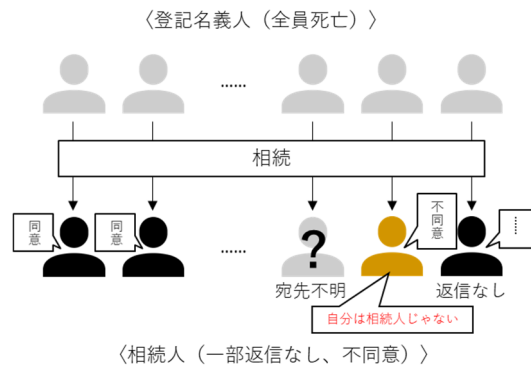 〈登記名義人（全員死亡）〉
……
相続
同意
同意
……
?
不同意
……
宛先不明
返信なし
自分は相続人じゃない
〈相続人（一部返信なし、不同意）〉